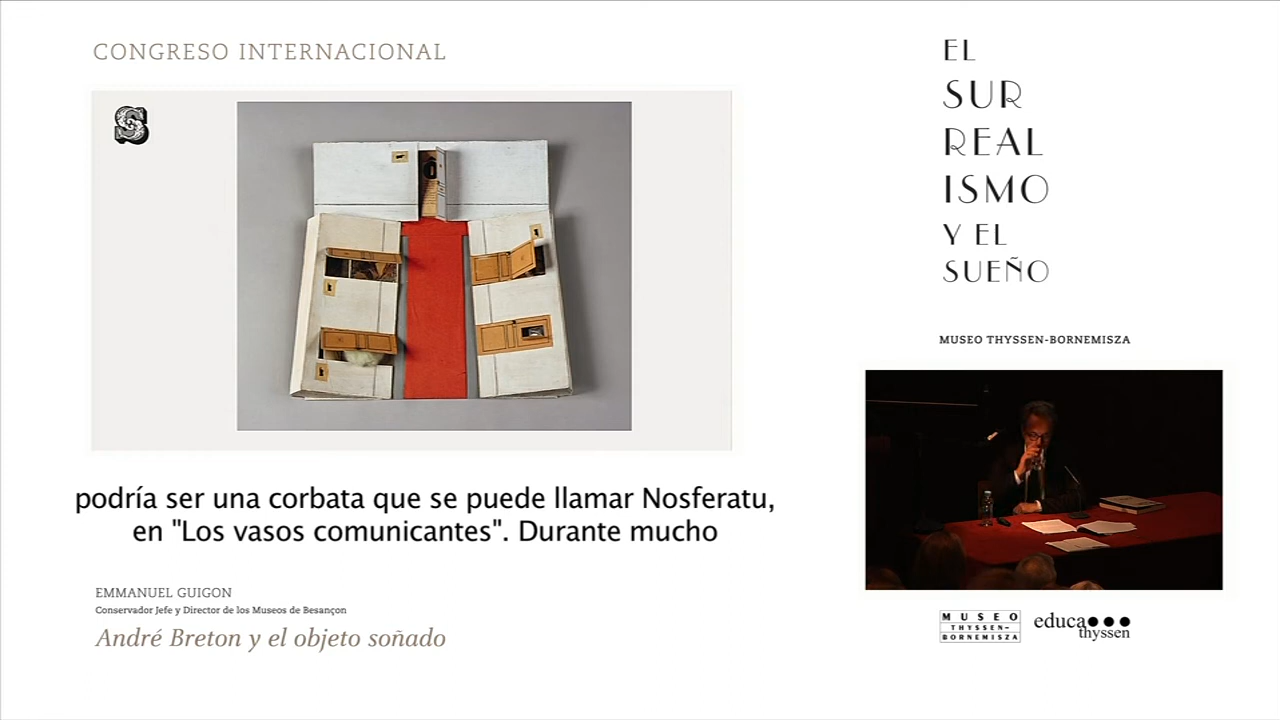 CONGRESO INTERNACIONAL
S
podría ser una corbata que se puede llamar Nosferatu,
en "Los vasos comunicantes". Durante mucho
EMMANUEL GUIGON
Conservador Jefe y Director de los Museos de Besançon
André Breton y el objeto soñado
EL
SUR
REAL
ISMO
Y EL
SUEÑO
MUSEO THYSSEN-BORNEMISZA
MUSEO
THYSSEN-
BORNEMISZA
educa
thyssen